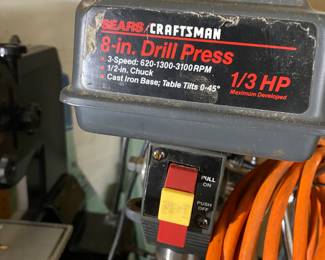 SEARS / CRAFTSMAN
8-in. Drill Press
• 3-Speed: 620-1300-3100 RPM
• 1/2-in. Chuck
• Cast Iron Base; Table Tilts 0-45°
1/3 HP
Maximum Developed
PULL
ON
PUSH
OFF